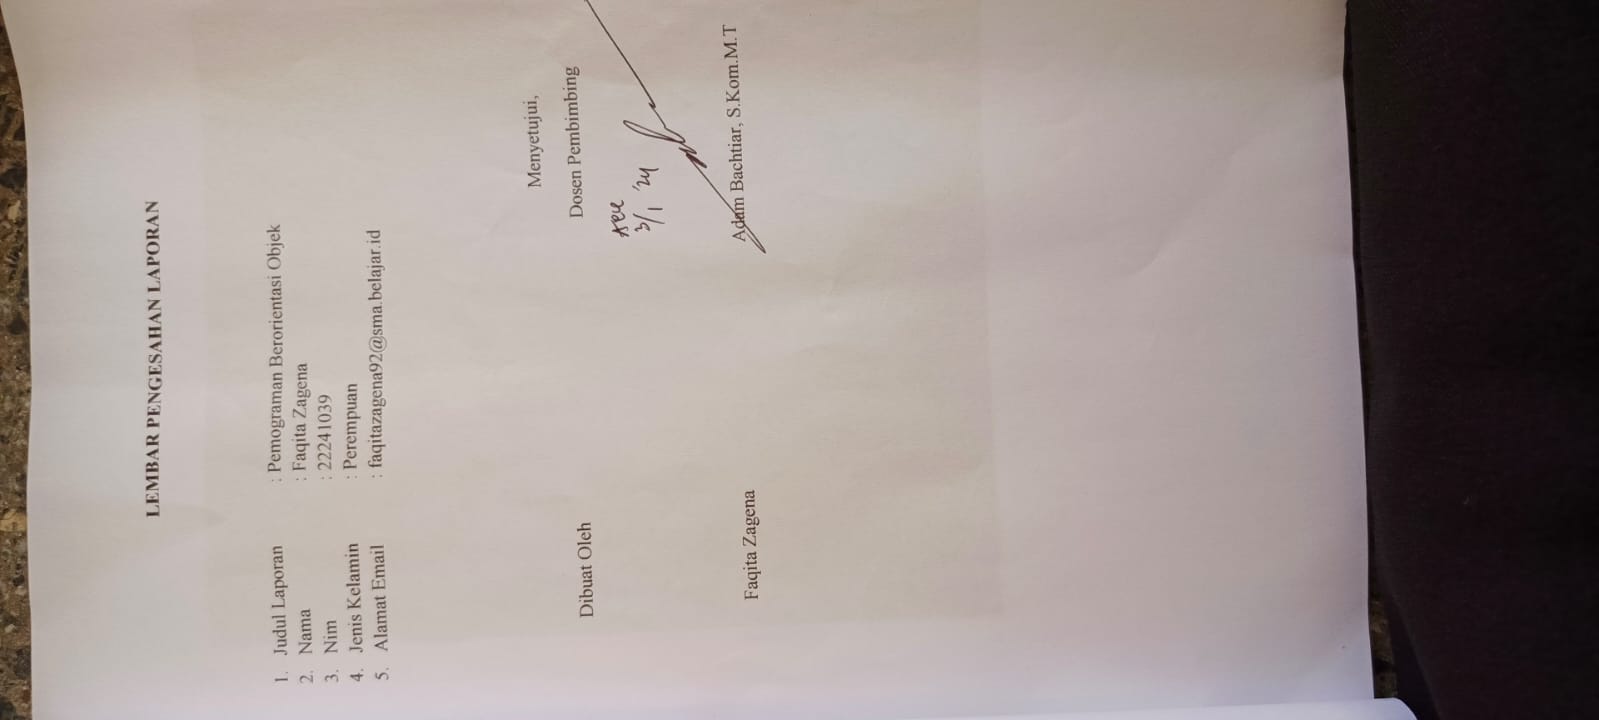 LEMBAR PENGESAHAN LAPORAN
1. Judul Laporan : Pemograman Berorientasi Objek
2. Nama : Faqita Zagena
3. Nim : 22241039
4. Jenis Kelamin : Perempuan
5. Alamat Email : faqitazagena92@sma.belajar.id
Menyetujui,
Dibuat Oleh Dosen Pembimbing
3/1 '24
Faqita Zagena Adam Bachtiar, S.Kom.M.T